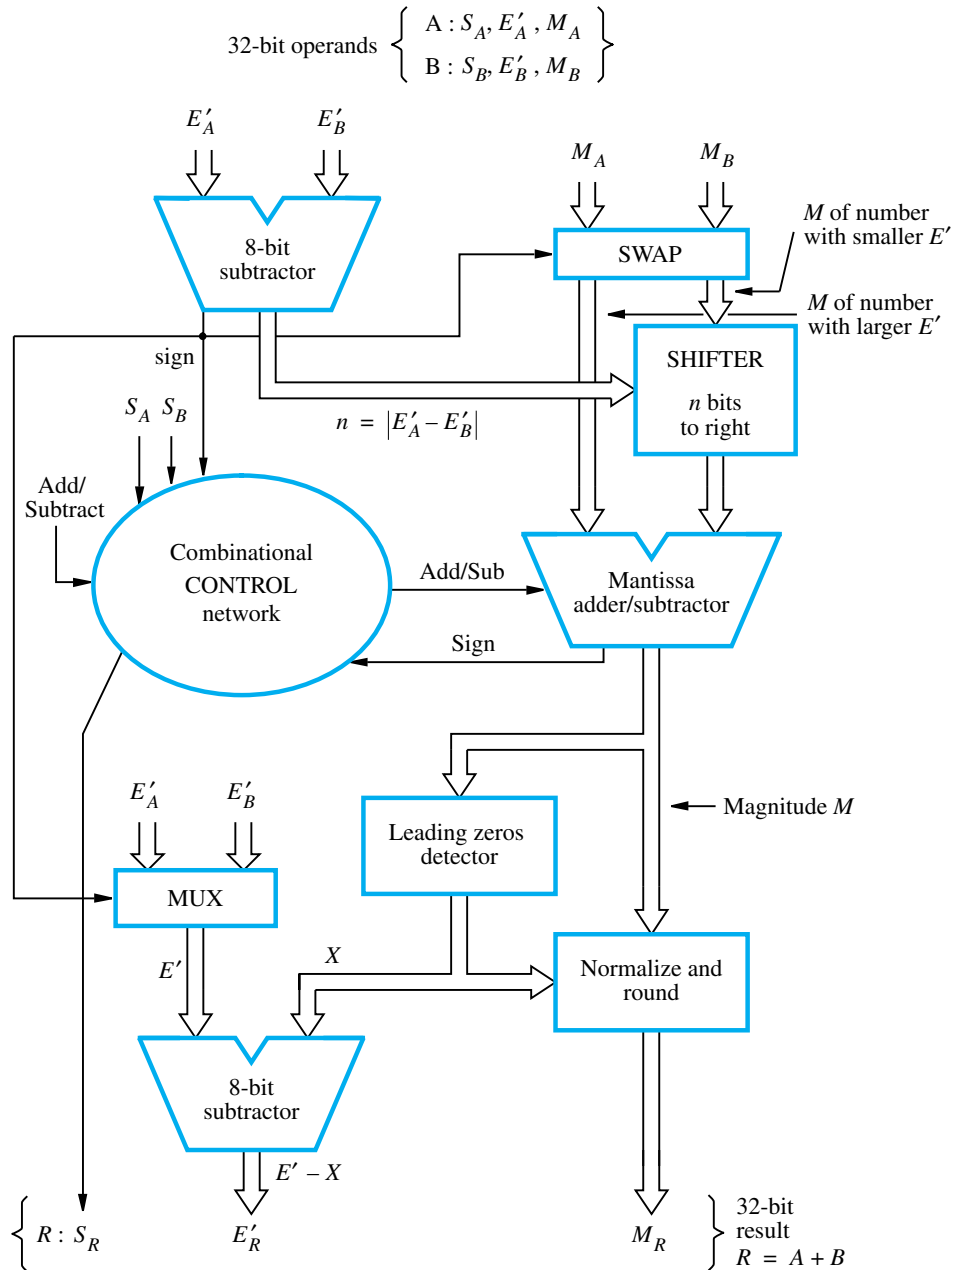 32-bit operands { A : S_A, E′_A , M_A }
{ B : S_B, E′_B , M_B }
E′_A E′_B
M_A M_B
8-bit
subtractor
SWAP
M of number
with smaller E′
M of number
with larger E′
sign
SHIFTER
n bits
to right
n = |E′_A – E′_B|
S_A S_B
Add/
Subtract
Combinational
CONTROL
network
Add/Sub
Mantissa
adder/subtractor
Sign
E′_A E′_B
Leading zeros
detector
Magnitude M
MUX
E′
X
Normalize and
round
8-bit
subtractor
E′ – X
{ R : S_R
E′_R
M_R
} 32-bit
result
R = A + B